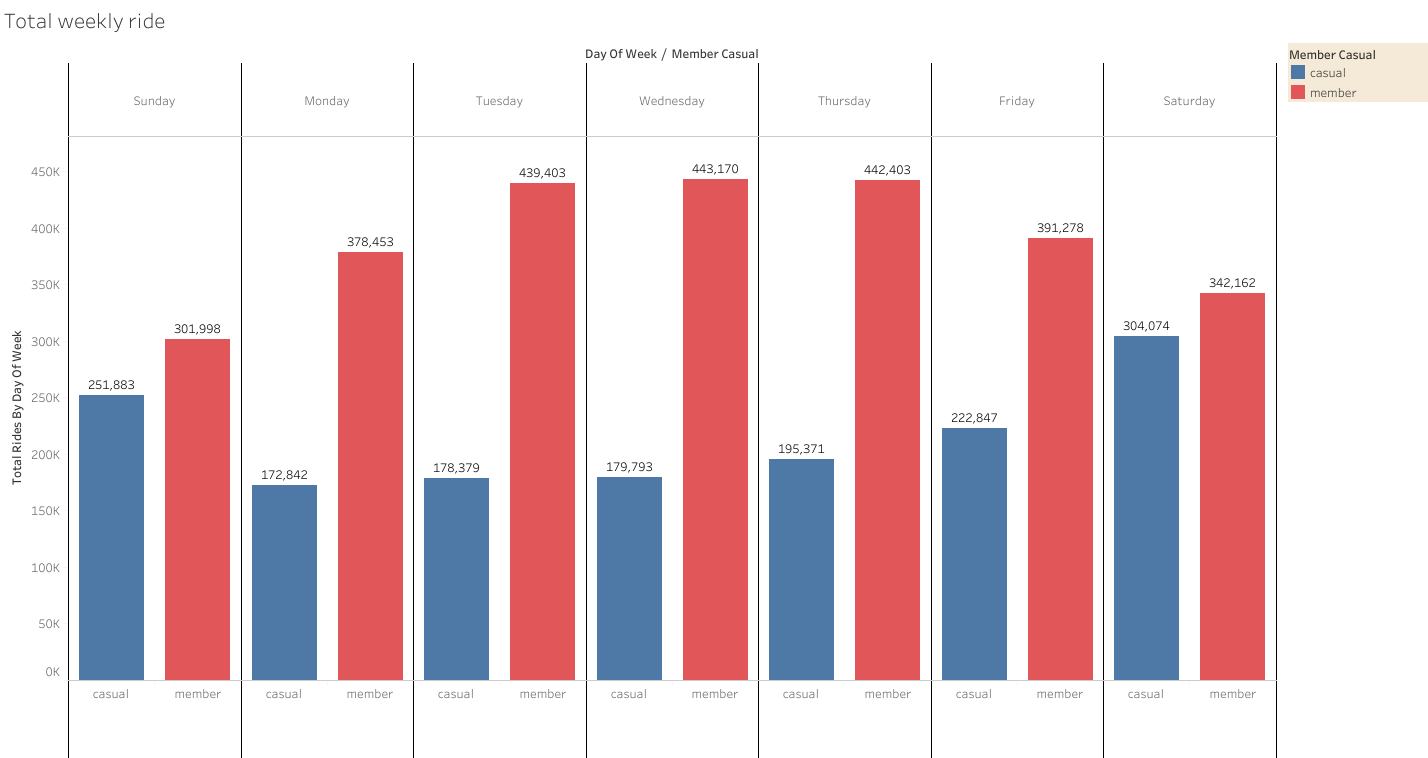 Total weekly ride
Day Of Week / Member Casual
Member Casual
casual
member
Sunday Monday Tuesday Wednesday Thursday Friday Saturday
Total Rides By Day Of Week
450K
400K
350K
300K
250K
200K
150K
100K
50K
0K
251,883 301,998 172,842 378,453 178,379 439,403 179,793 443,170 195,371 442,403 222,847 391,278 304,074 342,162
casual member casual member casual member casual member casual member casual member casual member